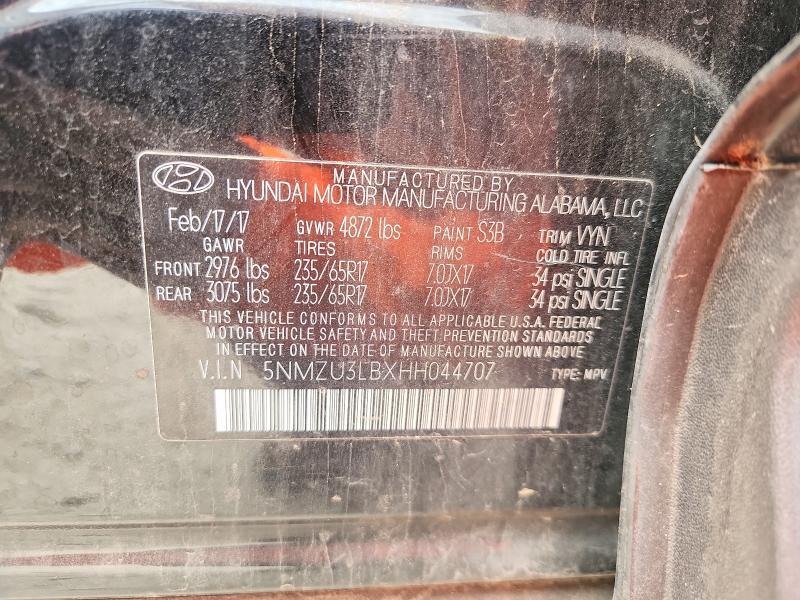 MANUFACTURED BY
HYUNDAI MOTOR MANUFACTURING ALABAMA, LLC
Feb/17/17 GVWR 4872 lbs PAINT S3B TRIM VYN
GAWR TIRES RIMS COLD TIRE INFL
FRONT 2976 lbs 235/65R17 7.0JX17 34 psi SINGLE
REAR 3075 lbs 235/65R17 7.0JX17 34 psi SINGLE
THIS VEHICLE CONFORMS TO ALL APPLICABLE U.S.A. FEDERAL
MOTOR VEHICLE SAFETY AND THEFT PREVENTION STANDARDS
IN EFFECT ON THE DATE OF MANUFACTURE SHOWN ABOVE
V.I.N 5NMZU3LBXHH044707 TYPE: MPV